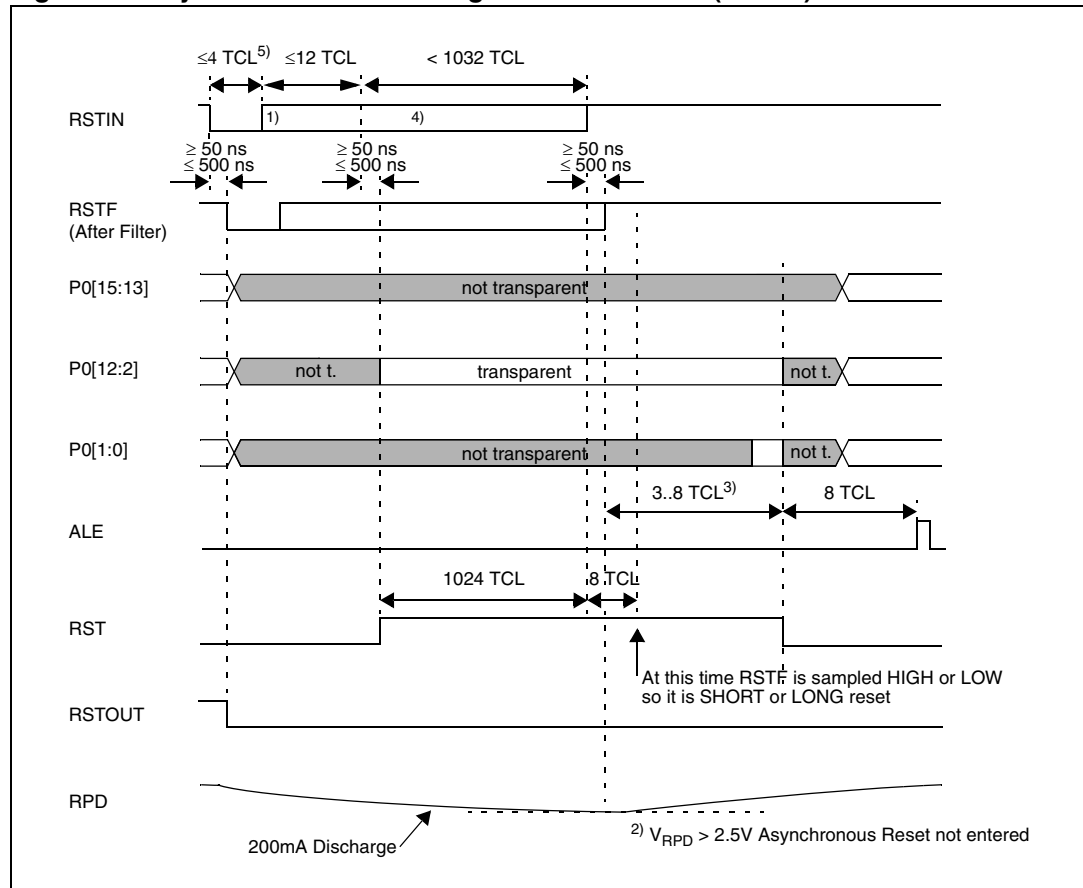 ≤4 TCL5) ≤12 TCL < 1032 TCL
RSTIN
1) 4)
≥ 50 ns ≥ 50 ns ≥ 50 ns
≤ 500 ns ≤ 500 ns ≤ 500 ns
RSTF
(After Filter)
P0[15:13] not transparent
P0[12:2] not t. transparent not t.
P0[1:0] not transparent not t.
3..8 TCL3) 8 TCL
ALE
1024 TCL 8 TCL
RST
At this time RSTF is sampled HIGH or LOW
so it is SHORT or LONG reset
RSTOUT
RPD
200mA Discharge
2) VRPD > 2.5V Asynchronous Reset not entered